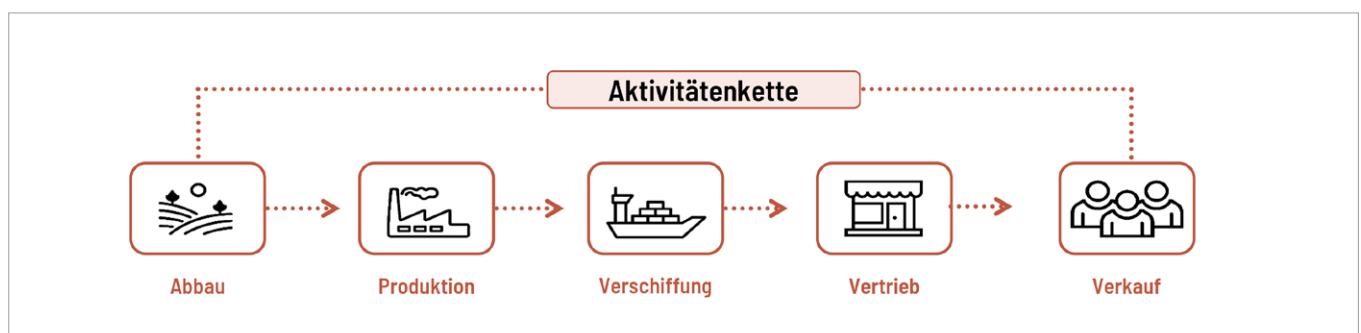 Aktivitätenkette
Abbau
Produktion
Verschiffung
Vertrieb
Verkauf